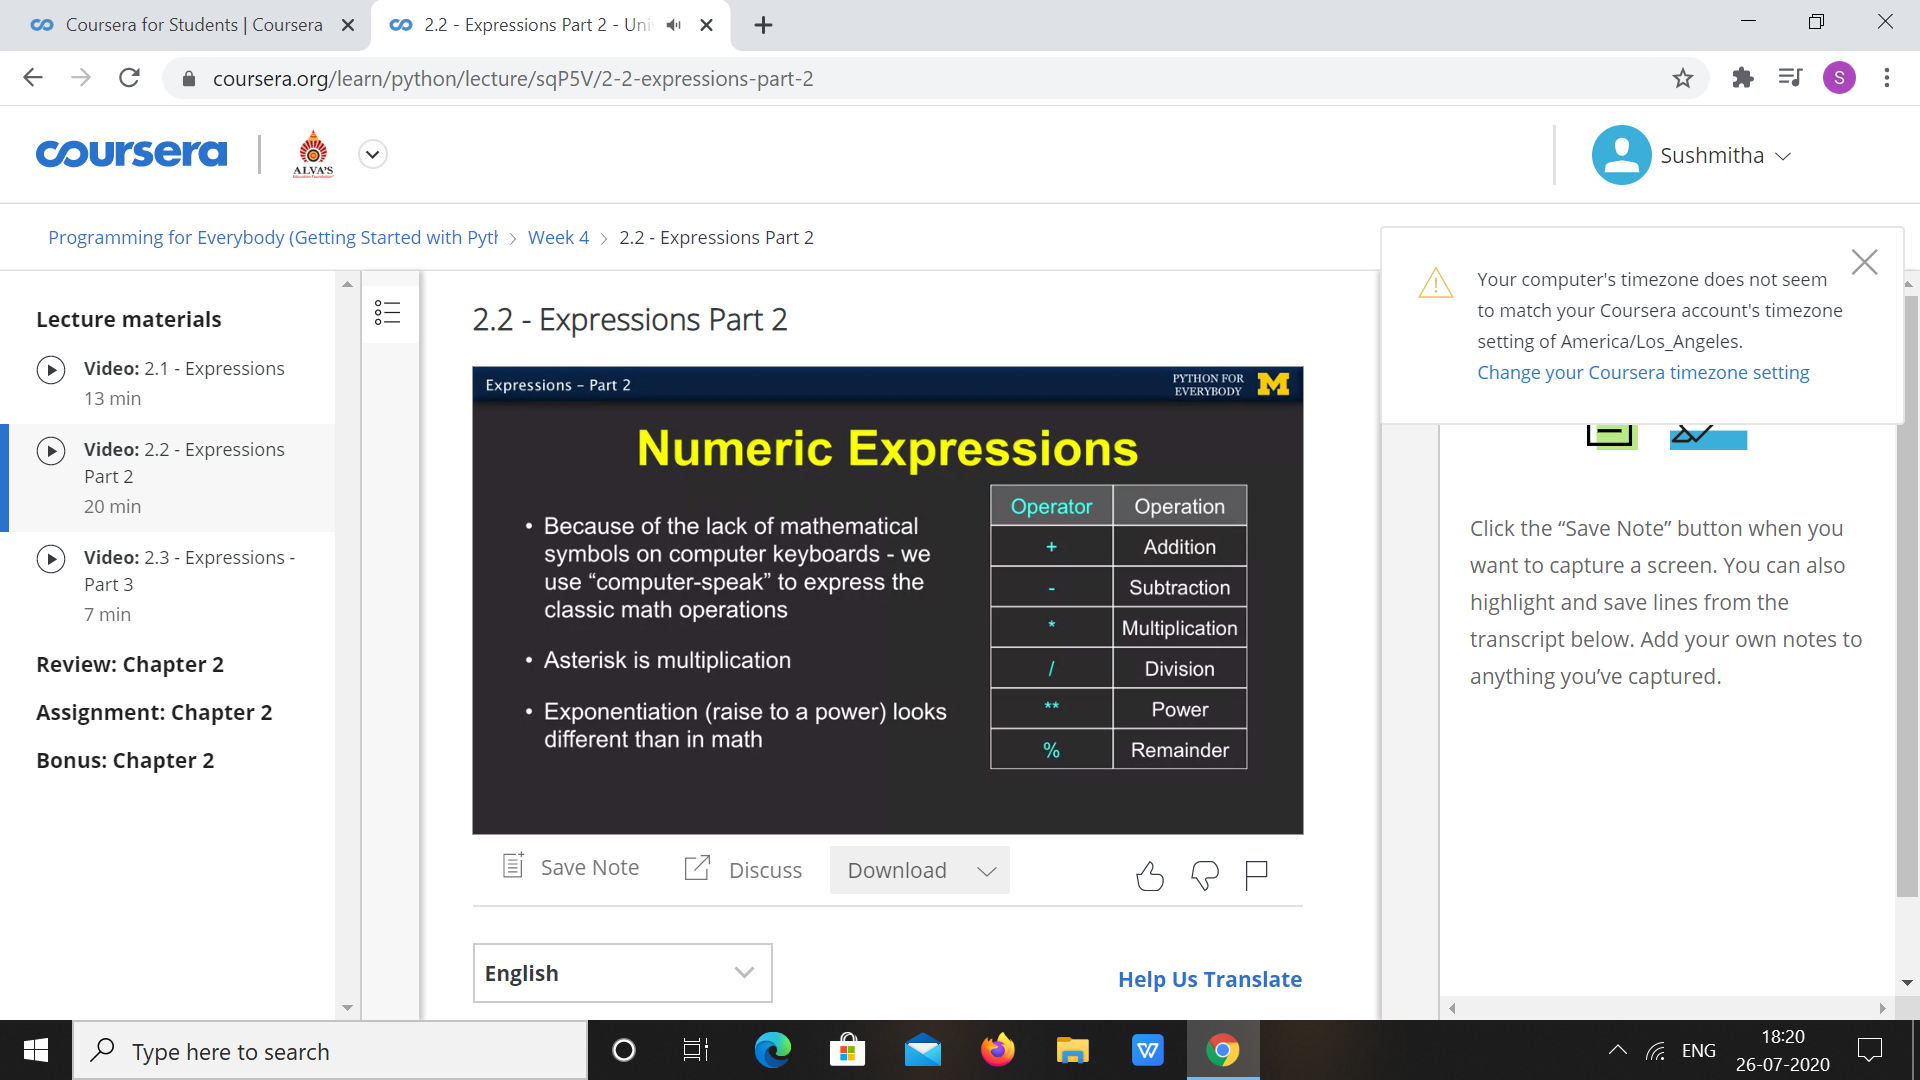 Coursera for Students | Coursera
2.2 - Expressions Part 2 - Uni
coursera.org/learn/python/lecture/sqP5V/2-2-expressions-part-2
S
coursera
ALVA'S
Sushmitha
Programming for Everybody (Getting Started with Pyth > Week 4 > 2.2 - Expressions Part 2
Your computer's timezone does not seem
to match your Coursera account's timezone
setting of America/Los_Angeles.
Change your Coursera timezone setting
Lecture materials
Video: 2.1 - Expressions
13 min
Video: 2.2 - Expressions
Part 2
20 min
Video: 2.3 - Expressions -
Part 3
7 min
Review: Chapter 2
Assignment: Chapter 2
Bonus: Chapter 2
2.2 - Expressions Part 2
Expressions – Part 2
PYTHON FOR
EVERYBODY
M
Numeric Expressions
• Because of the lack of mathematical
symbols on computer keyboards - we
use “computer-speak” to express the
classic math operations
• Asterisk is multiplication
• Exponentiation (raise to a power) looks
different than in math
Operator Operation
+ Addition
- Subtraction
* Multiplication
/ Division
** Power
% Remainder
Save Note
Discuss
Download
English
Help Us Translate
Click the “Save Note” button when you
want to capture a screen. You can also
highlight and save lines from the
transcript below. Add your own notes to
anything you’ve captured.
Type here to search
W
ENG
18:20
26-07-2020